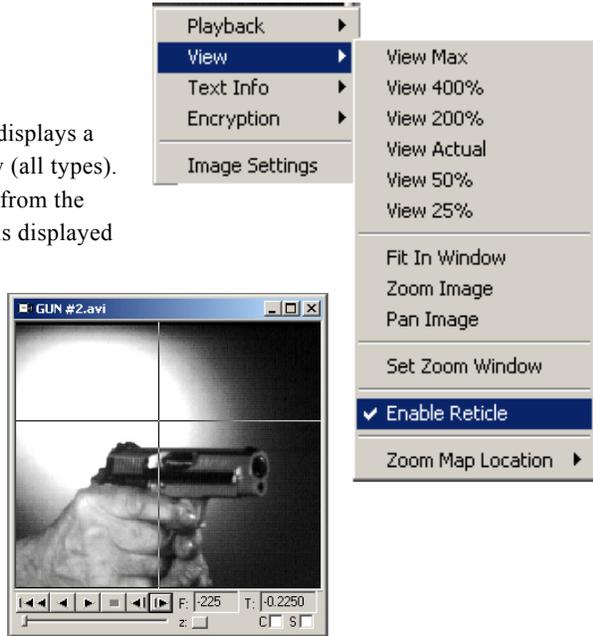 Playback
View
Text Info
Encryption
Image Settings
View Max
View 400%
View 200%
View Actual
View 50%
View 25%
Fit In Window
Zoom Image
Pan Image
Set Zoom Window
Enable Reticle
Zoom Map Location
displays a
(all types).
from the
displayed
GUN #2.avi
F: -225 T: -0.2250
z: C S